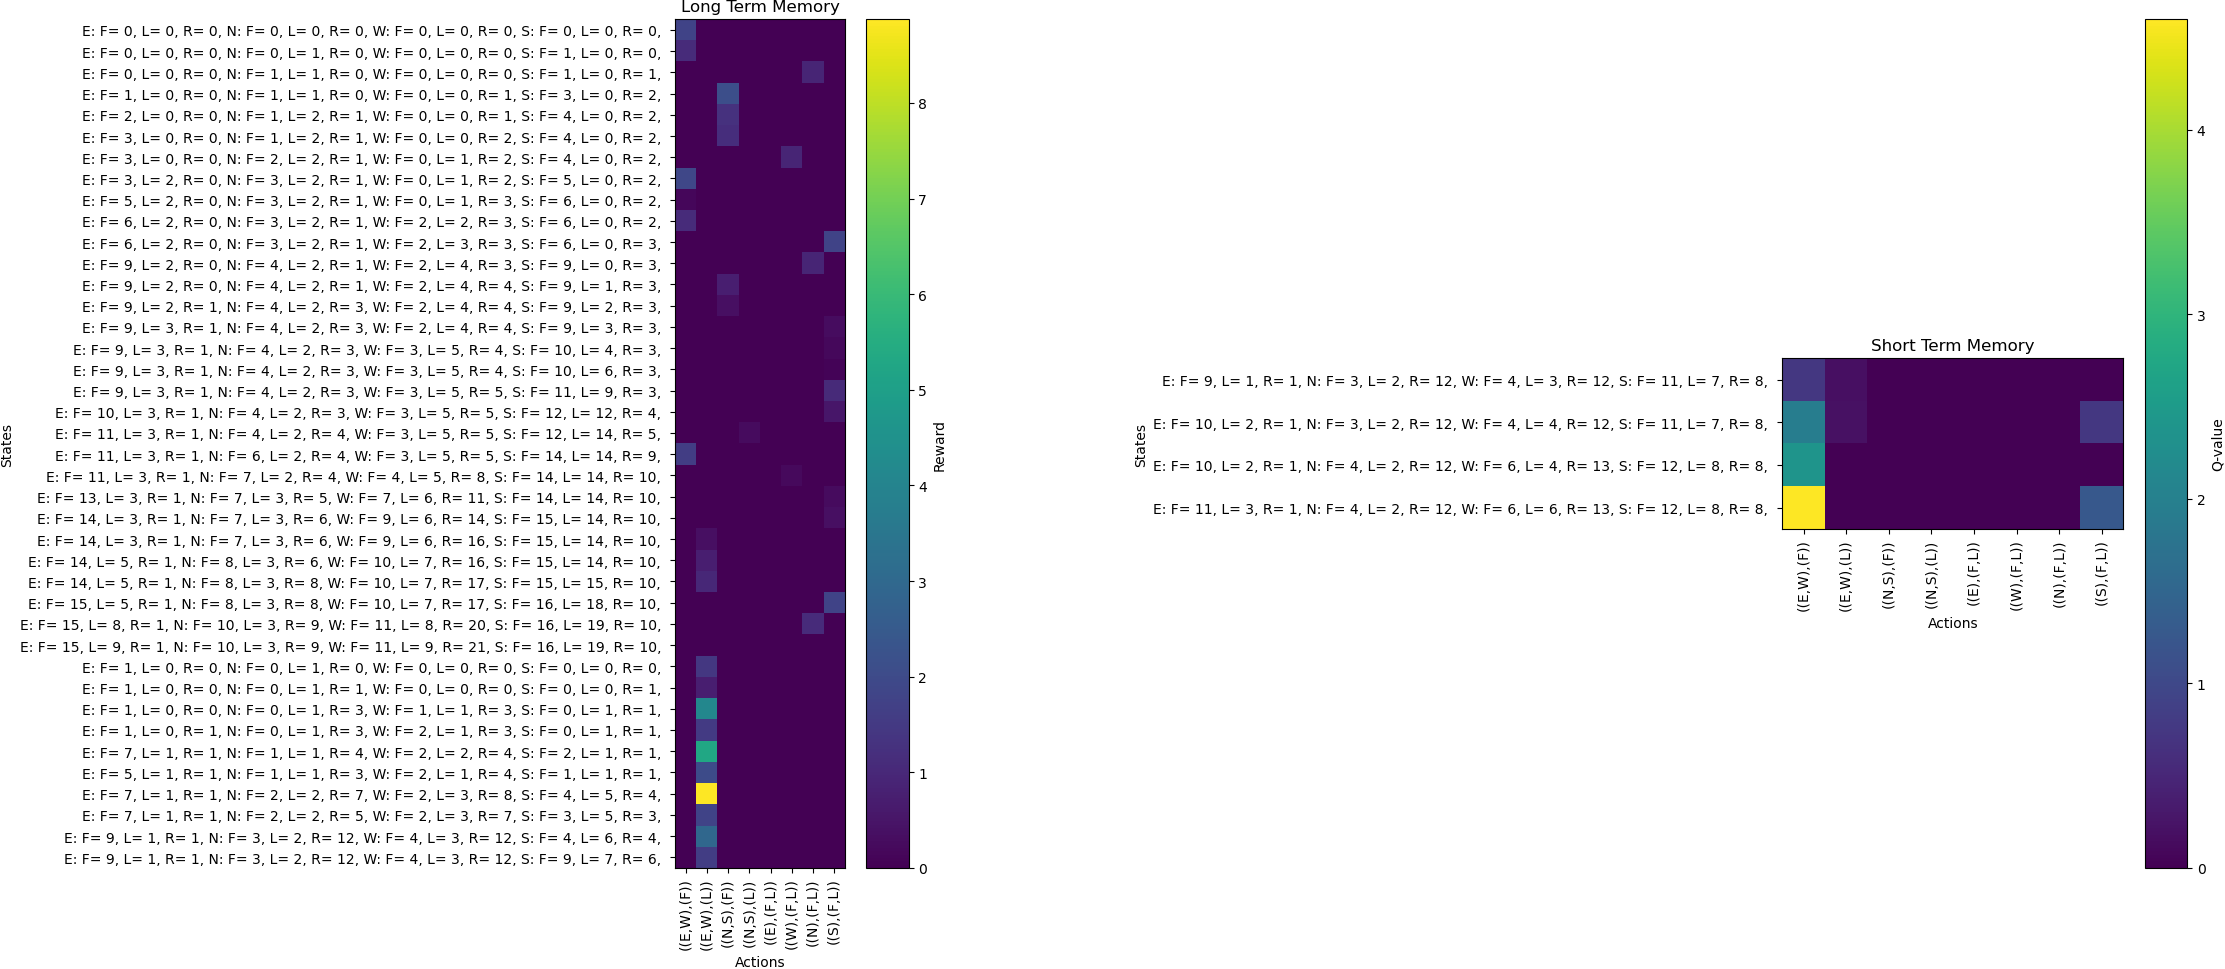 Long Term Memory
States
E: F= 0, L= 0, R= 0, N: F= 0, L= 0, R= 0, W: F= 0, L= 0, R= 0, S: F= 0, L= 0, R= 0,
E: F= 0, L= 0, R= 0, N: F= 0, L= 1, R= 0, W: F= 0, L= 0, R= 0, S: F= 1, L= 0, R= 0,
E: F= 0, L= 0, R= 0, N: F= 1, L= 1, R= 0, W: F= 0, L= 0, R= 0, S: F= 1, L= 0, R= 1,
E: F= 1, L= 0, R= 0, N: F= 1, L= 1, R= 0, W: F= 0, L= 0, R= 1, S: F= 3, L= 0, R= 2,
E: F= 2, L= 0, R= 0, N: F= 1, L= 2, R= 1, W: F= 0, L= 0, R= 1, S: F= 4, L= 0, R= 2,
E: F= 3, L= 0, R= 0, N: F= 1, L= 2, R= 1, W: F= 0, L= 0, R= 2, S: F= 4, L= 0, R= 2,
E: F= 3, L= 0, R= 0, N: F= 2, L= 2, R= 1, W: F= 0, L= 1, R= 2, S: F= 4, L= 0, R= 2,
E: F= 3, L= 2, R= 0, N: F= 3, L= 2, R= 1, W: F= 0, L= 1, R= 2, S: F= 5, L= 0, R= 2,
E: F= 5, L= 2, R= 0, N: F= 3, L= 2, R= 1, W: F= 0, L= 1, R= 3, S: F= 6, L= 0, R= 2,
E: F= 6, L= 2, R= 0, N: F= 3, L= 2, R= 1, W: F= 2, L= 2, R= 3, S: F= 6, L= 0, R= 2,
E: F= 6, L= 2, R= 0, N: F= 3, L= 2, R= 1, W: F= 2, L= 3, R= 3, S: F= 6, L= 0, R= 3,
E: F= 9, L= 2, R= 0, N: F= 4, L= 2, R= 1, W: F= 2, L= 4, R= 3, S: F= 9, L= 0, R= 3,
E: F= 9, L= 2, R= 0, N: F= 4, L= 2, R= 1, W: F= 2, L= 4, R= 4, S: F= 9, L= 1, R= 3,
E: F= 9, L= 2, R= 1, N: F= 4, L= 2, R= 3, W: F= 2, L= 4, R= 4, S: F= 9, L= 2, R= 3,
E: F= 9, L= 3, R= 1, N: F= 4, L= 2, R= 3, W: F= 2, L= 4, R= 4, S: F= 9, L= 3, R= 3,
E: F= 9, L= 3, R= 1, N: F= 4, L= 2, R= 3, W: F= 3, L= 5, R= 4, S: F= 10, L= 4, R= 3,
E: F= 9, L= 3, R= 1, N: F= 4, L= 2, R= 3, W: F= 3, L= 5, R= 4, S: F= 10, L= 6, R= 3,
E: F= 9, L= 3, R= 1, N: F= 4, L= 2, R= 3, W: F= 3, L= 5, R= 5, S: F= 11, L= 9, R= 3,
E: F= 10, L= 3, R= 1, N: F= 4, L= 2, R= 3, W: F= 3, L= 5, R= 5, S: F= 12, L= 12, R= 4,
E: F= 11, L= 3, R= 1, N: F= 4, L= 2, R= 4, W: F= 3, L= 5, R= 5, S: F= 12, L= 14, R= 5,
E: F= 11, L= 3, R= 1, N: F= 6, L= 2, R= 4, W: F= 3, L= 5, R= 5, S: F= 14, L= 14, R= 9,
E: F= 11, L= 3, R= 1, N: F= 7, L= 2, R= 4, W: F= 4, L= 5, R= 8, S: F= 14, L= 14, R= 10,
E: F= 13, L= 3, R= 1, N: F= 7, L= 3, R= 5, W: F= 7, L= 6, R= 11, S: F= 14, L= 14, R= 10,
E: F= 14, L= 3, R= 1, N: F= 7, L= 3, R= 6, W: F= 9, L= 6, R= 14, S: F= 15, L= 14, R= 10,
E: F= 14, L= 3, R= 1, N: F= 7, L= 3, R= 6, W: F= 9, L= 6, R= 16, S: F= 15, L= 14, R= 10,
E: F= 14, L= 5, R= 1, N: F= 8, L= 3, R= 6, W: F= 10, L= 7, R= 16, S: F= 15, L= 14, R= 10,
E: F= 14, L= 5, R= 1, N: F= 8, L= 3, R= 8, W: F= 10, L= 7, R= 17, S: F= 15, L= 15, R= 10,
E: F= 15, L= 5, R= 1, N: F= 8, L= 3, R= 8, W: F= 10, L= 7, R= 17, S: F= 16, L= 18, R= 10,
E: F= 15, L= 8, R= 1, N: F= 10, L= 3, R= 9, W: F= 11, L= 8, R= 20, S: F= 16, L= 19, R= 10,
E: F= 15, L= 9, R= 1, N: F= 10, L= 3, R= 9, W: F= 11, L= 9, R= 21, S: F= 16, L= 19, R= 10,
E: F= 1, L= 0, R= 0, N: F= 0, L= 1, R= 0, W: F= 0, L= 0, R= 0, S: F= 0, L= 0, R= 0,
E: F= 1, L= 0, R= 0, N: F= 0, L= 1, R= 1, W: F= 0, L= 0, R= 0, S: F= 0, L= 0, R= 1,
E: F= 1, L= 0, R= 0, N: F= 0, L= 1, R= 3, W: F= 1, L= 1, R= 3, S: F= 0, L= 1, R= 1,
E: F= 1, L= 0, R= 1, N: F= 0, L= 1, R= 3, W: F= 2, L= 1, R= 3, S: F= 0, L= 1, R= 1,
E: F= 7, L= 1, R= 1, N: F= 1, L= 1, R= 4, W: F= 2, L= 2, R= 4, S: F= 2, L= 1, R= 1,
E: F= 5, L= 1, R= 1, N: F= 1, L= 1, R= 3, W: F= 2, L= 1, R= 4, S: F= 1, L= 1, R= 1,
E: F= 7, L= 1, R= 1, N: F= 2, L= 2, R= 7, W: F= 2, L= 3, R= 8, S: F= 4, L= 5, R= 4,
E: F= 7, L= 1, R= 1, N: F= 2, L= 2, R= 5, W: F= 2, L= 3, R= 7, S: F= 3, L= 5, R= 3,
E: F= 9, L= 1, R= 1, N: F= 3, L= 2, R= 12, W: F= 4, L= 3, R= 12, S: F= 4, L= 6, R= 4,
E: F= 9, L= 1, R= 1, N: F= 3, L= 2, R= 12, W: F= 4, L= 3, R= 12, S: F= 9, L= 7, R= 6,
((E,W),(F))
((E,W),(L))
((N,S),(F))
((N,S),(L))
((E),(F,L))
((W),(F,L))
((N),(F,L))
((S),(F,L))
Actions
8
7
6
5
4
3
2
1
0
Reward
Short Term Memory
States
E: F= 9, L= 1, R= 1, N: F= 3, L= 2, R= 12, W: F= 4, L= 3, R= 12, S: F= 11, L= 7, R= 8,
E: F= 10, L= 2, R= 1, N: F= 3, L= 2, R= 12, W: F= 4, L= 4, R= 12, S: F= 11, L= 7, R= 8,
E: F= 10, L= 2, R= 1, N: F= 4, L= 2, R= 12, W: F= 6, L= 4, R= 13, S: F= 12, L= 8, R= 8,
E: F= 11, L= 3, R= 1, N: F= 4, L= 2, R= 12, W: F= 6, L= 6, R= 13, S: F= 12, L= 8, R= 8,
((E,W),(F))
((E,W),(L))
((N,S),(F))
((N,S),(L))
((E),(F,L))
((W),(F,L))
((N),(F,L))
((S),(F,L))
Actions
4
3
2
1
0
Q-value